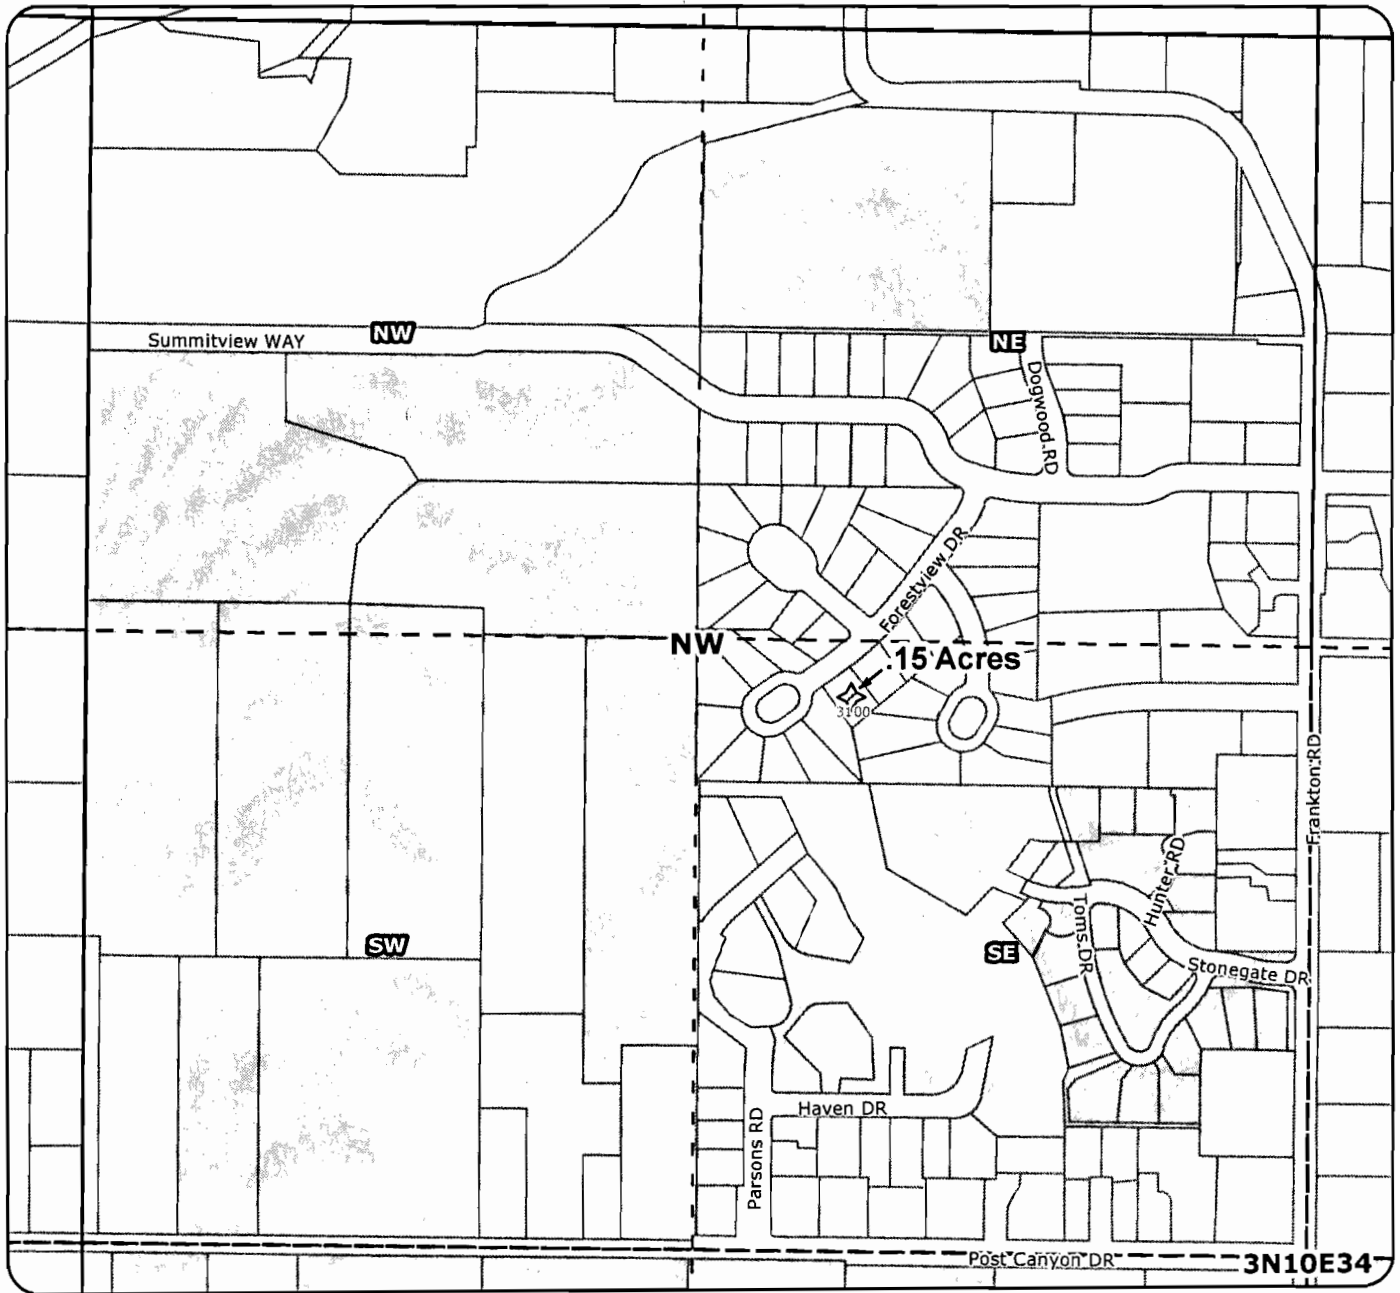 NW
Summitview WAY
NE
Dogwood RD
Forestview DR
NW
.15 Acres
3100
Frankton RD
Hunter RD
SW
Toms DR
SE
Stonegate DR
Haven DR
Parsons RD
Post Canyon DR
3N10E34